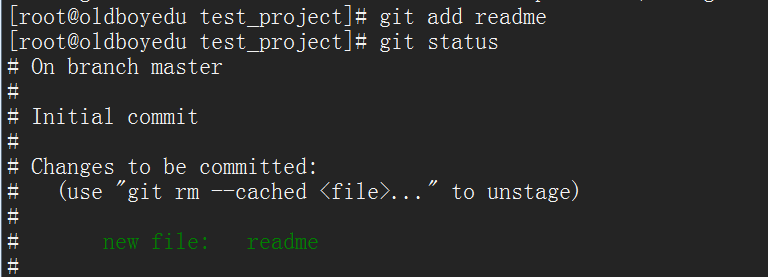 [root@oldboyedu test_project]# git add readme
[root@oldboyedu test_project]# git status
# On branch master
#
# Initial commit
#
# Changes to be committed:
#   (use "git rm --cached <file>..." to unstage)
#
#       new file:   readme
#